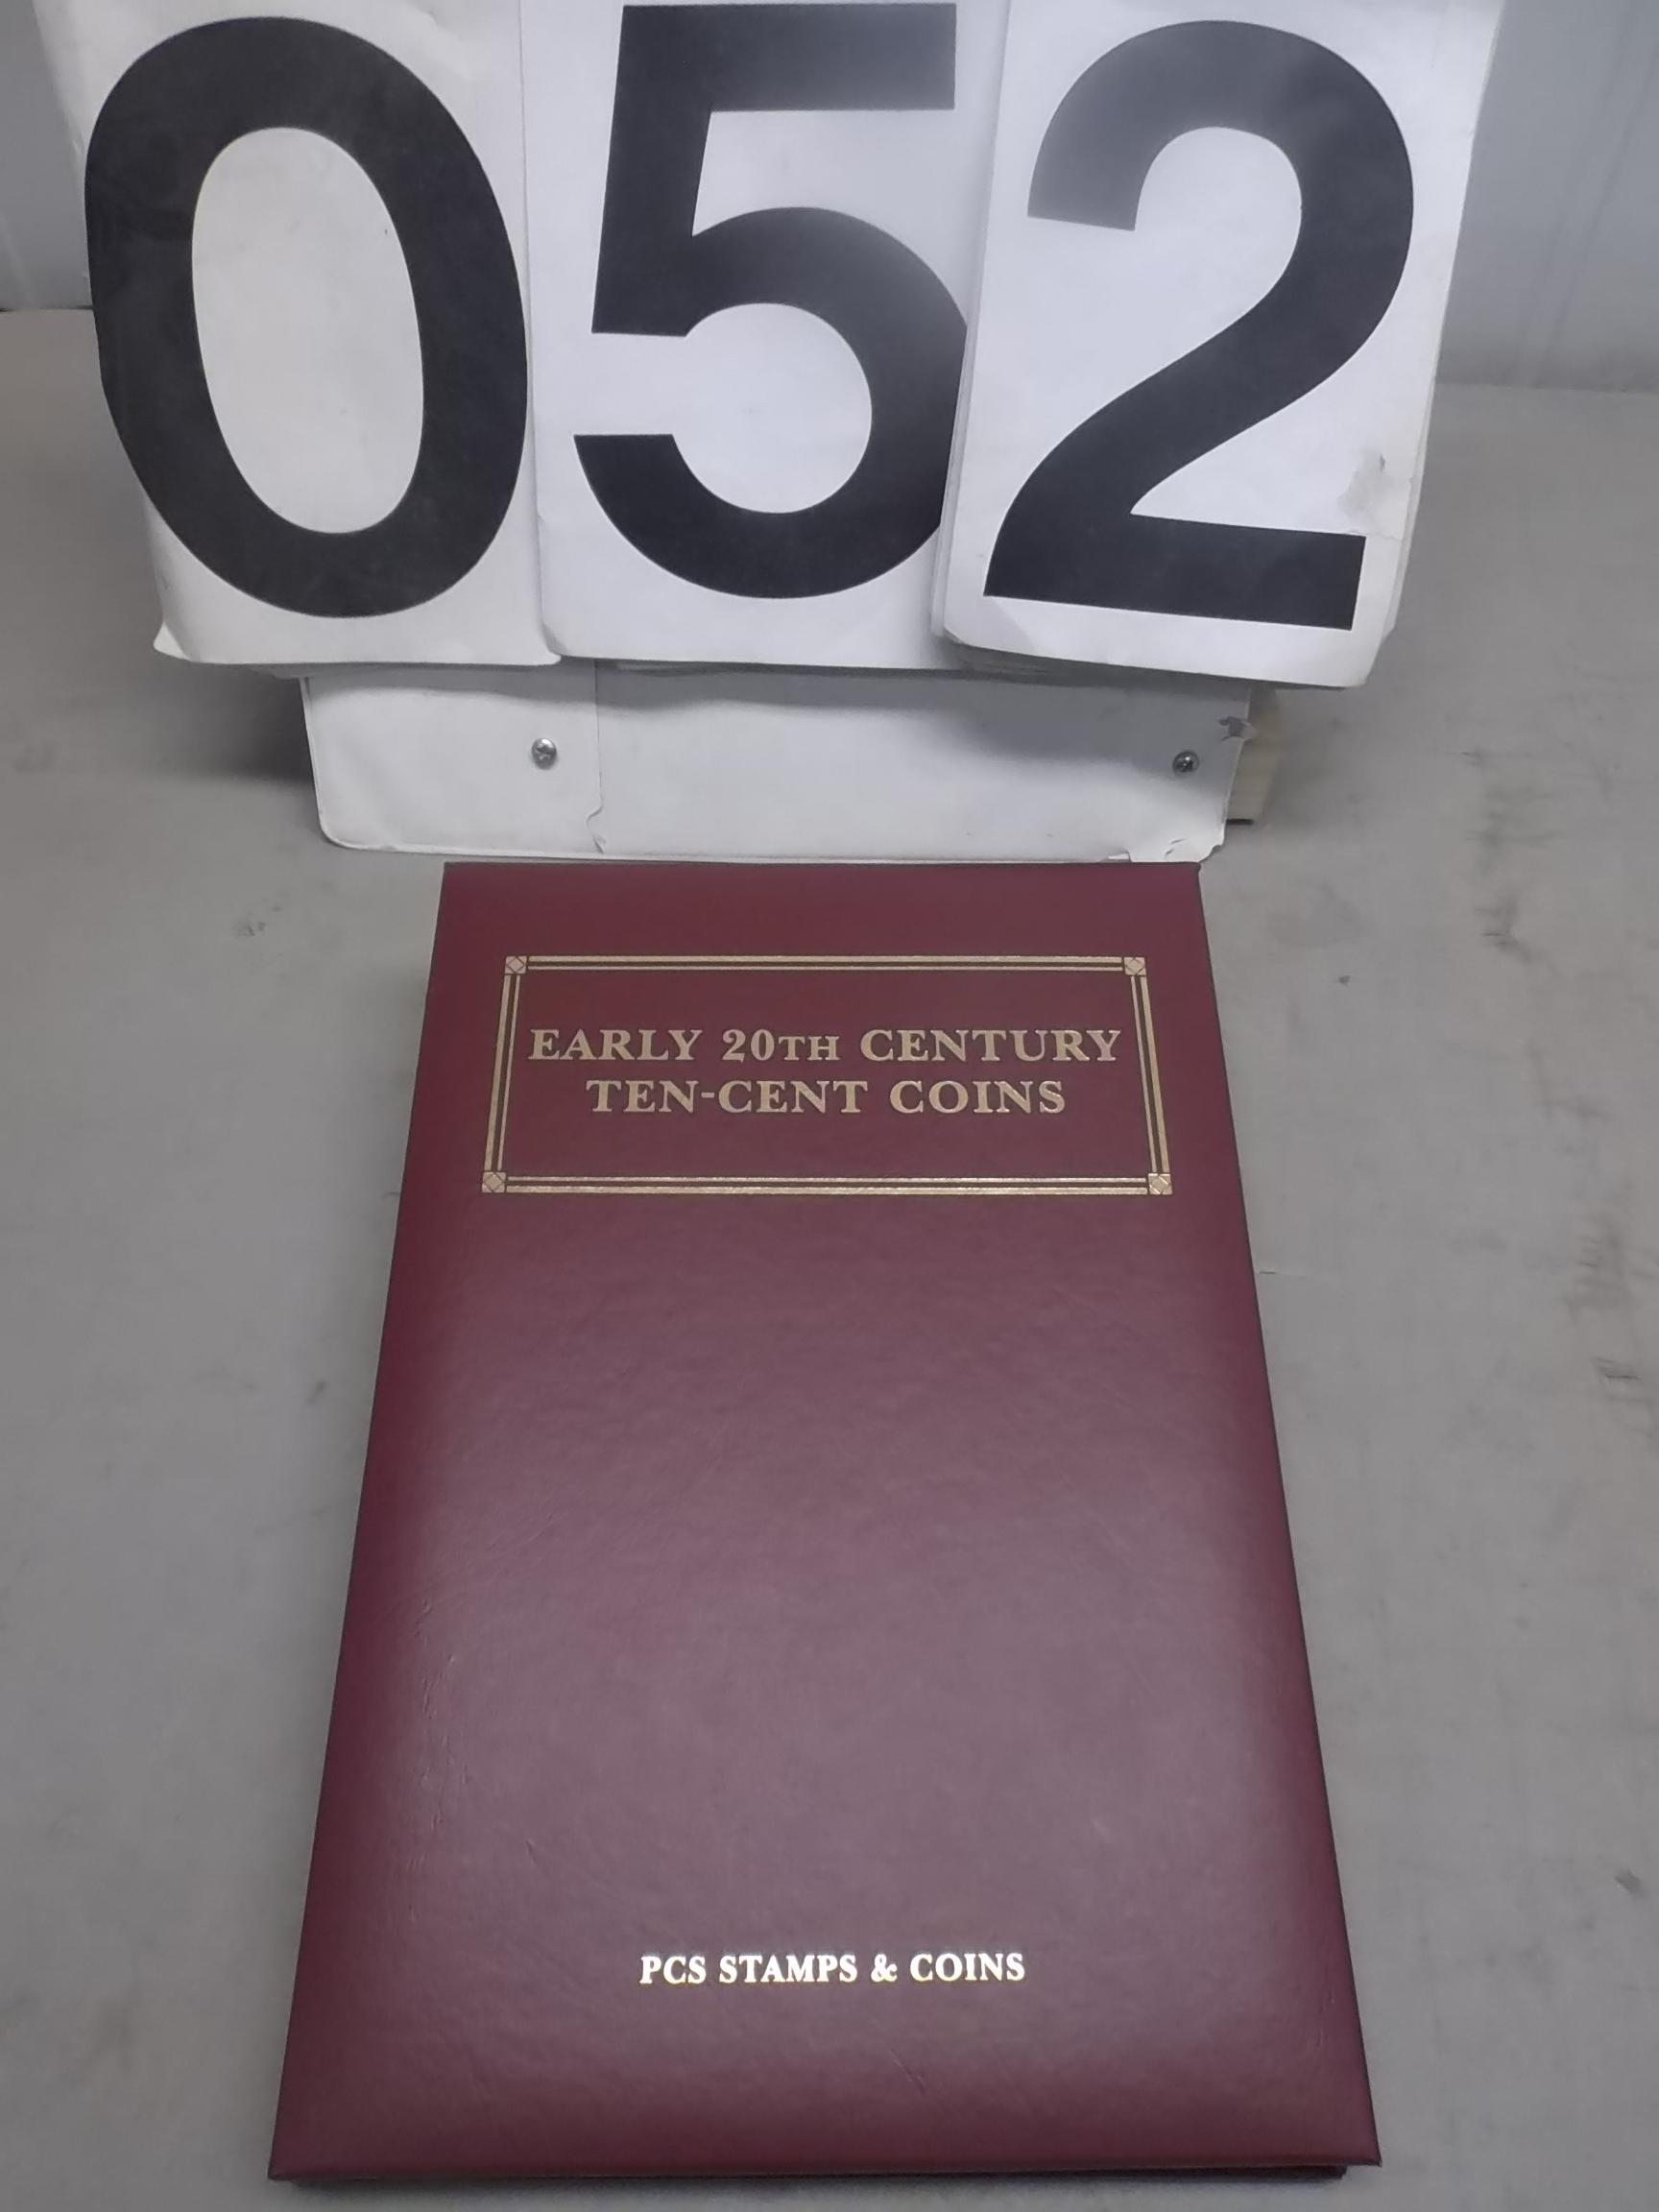 052
EARLY 20TH CENTURY
TEN-CENT COINS
PCS STAMPS & COINS